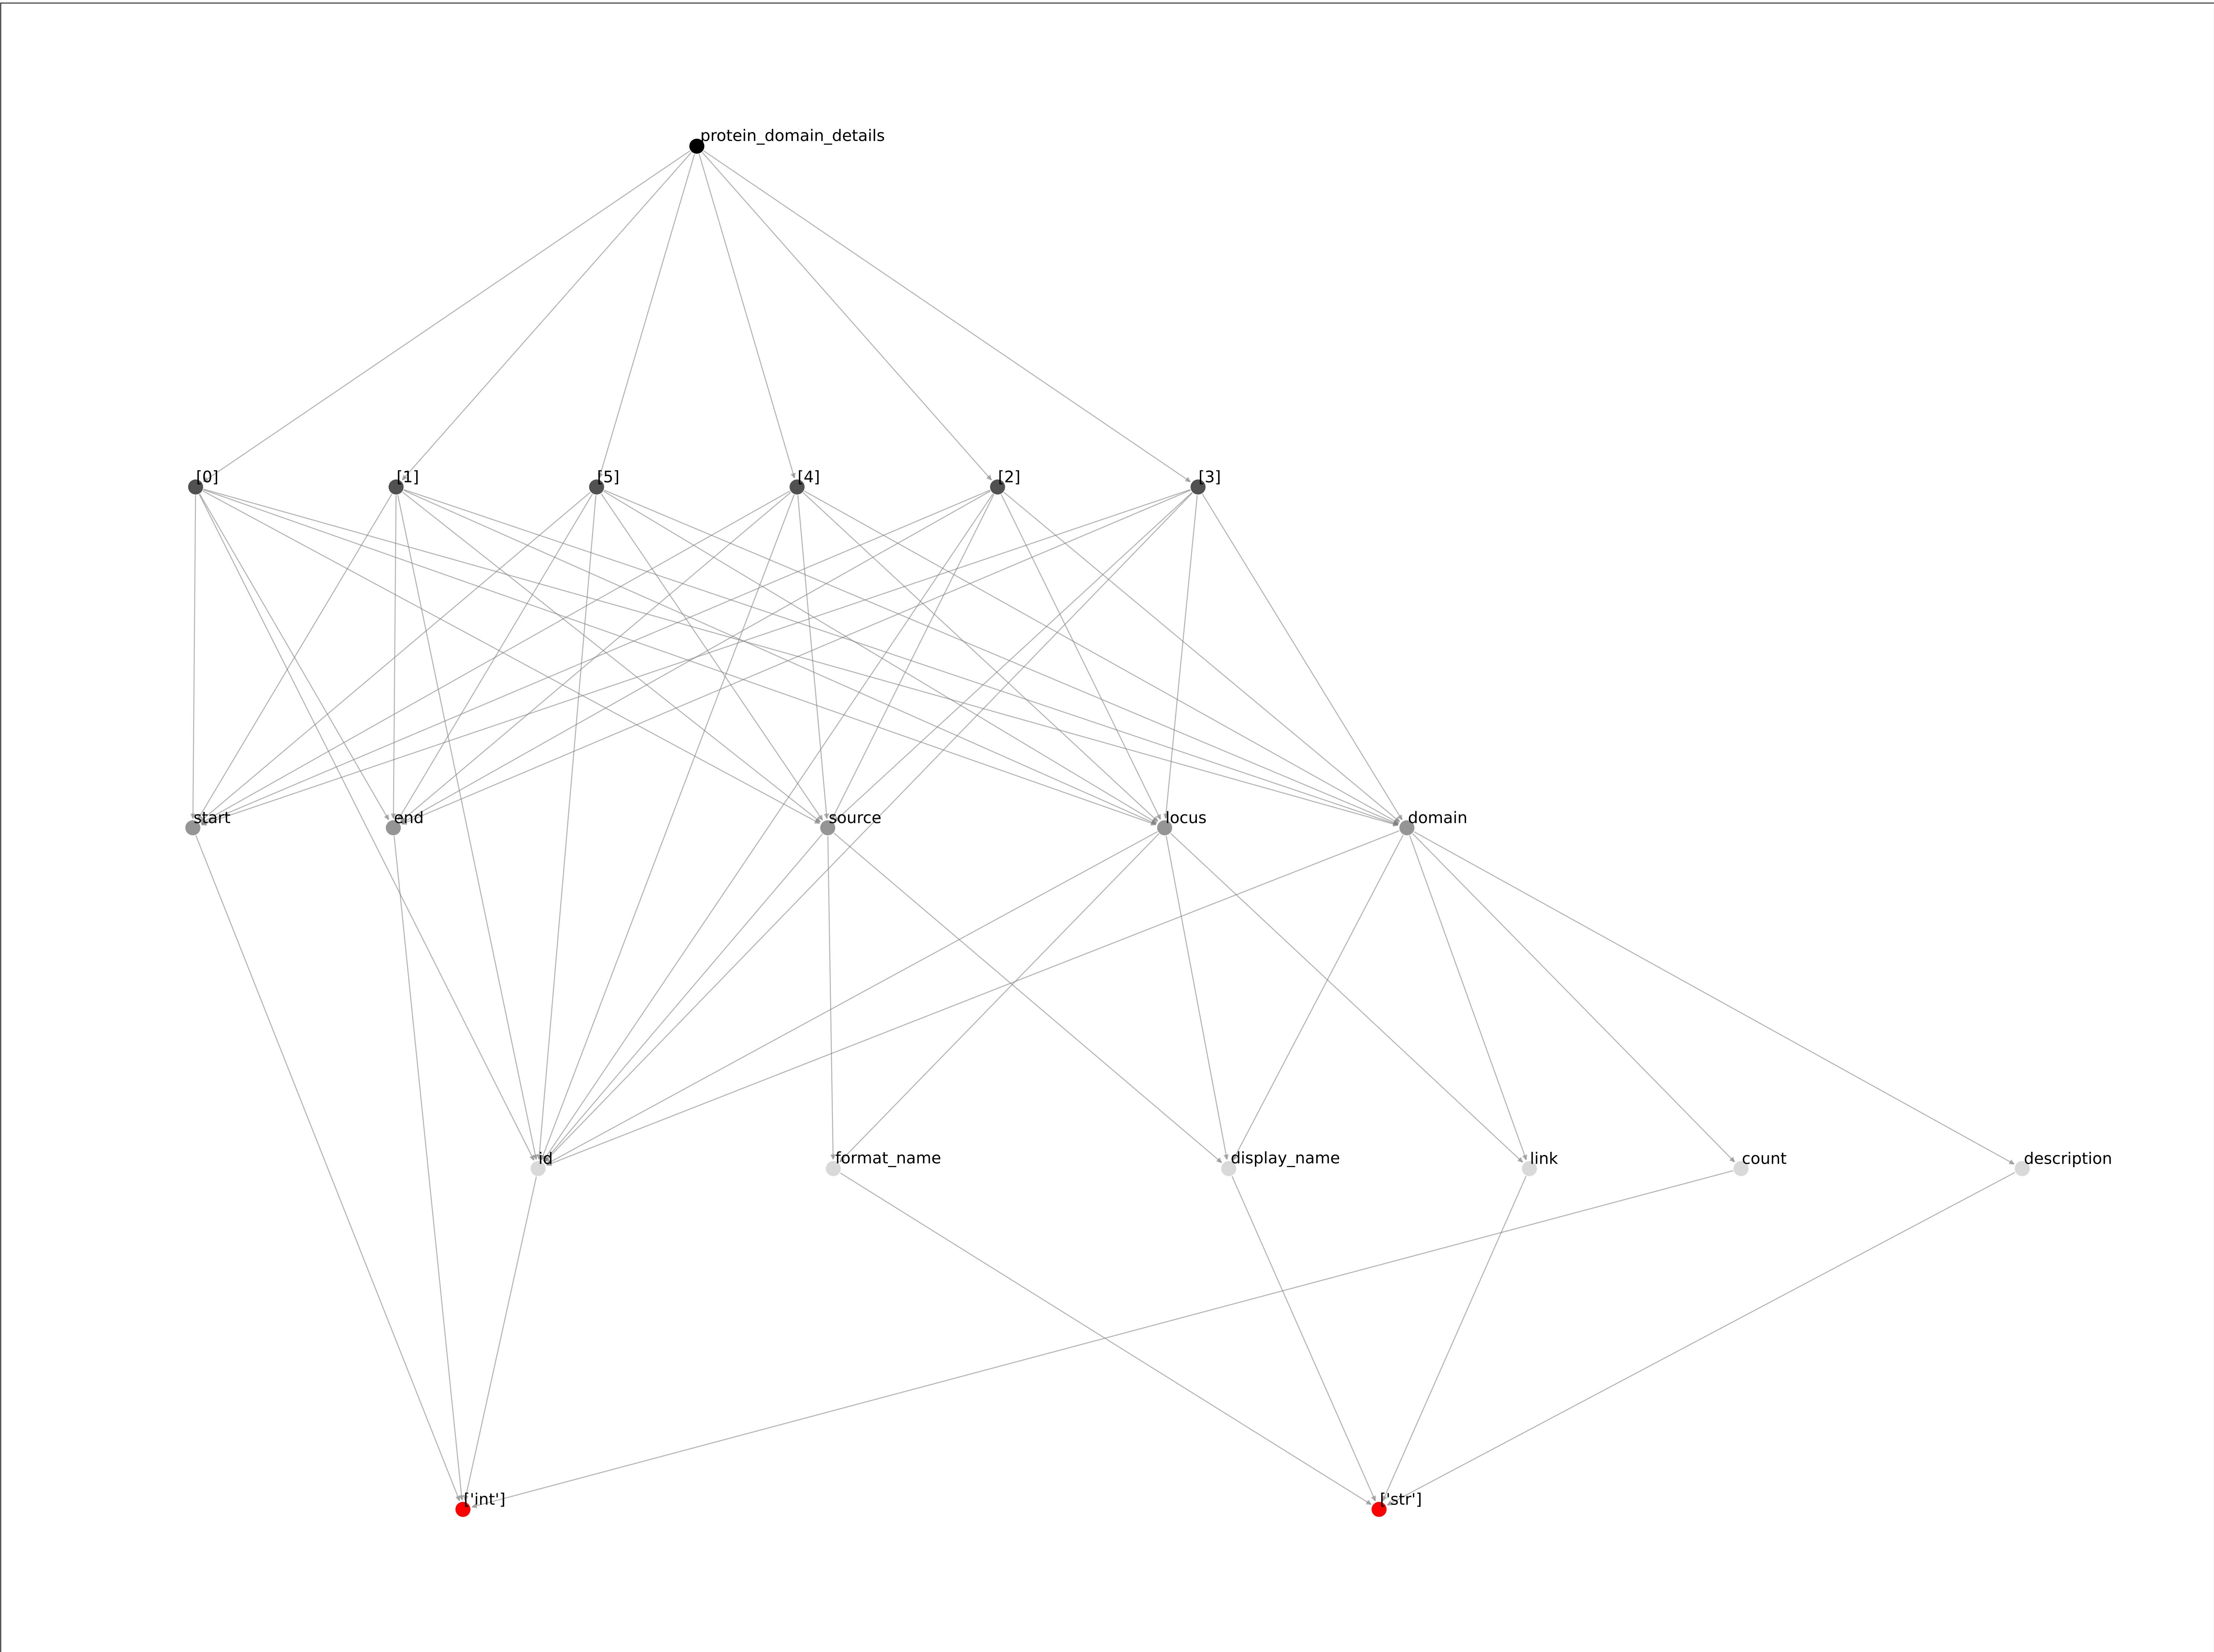 protein_domain_details
[0]
[1]
[5]
[4]
[2]
[3]
start
end
source
locus
domain
id
format_name
display_name
link
count
description
['int']
['str']